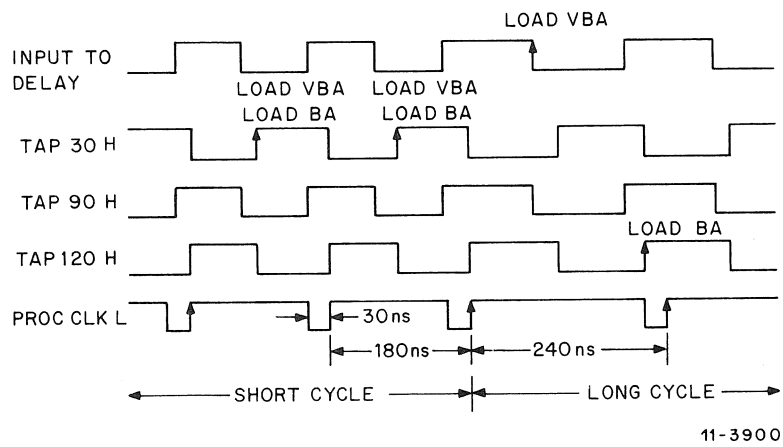 LOAD VBA
INPUT TO
DELAY
LOAD VBA LOAD VBA
LOAD BA LOAD BA
TAP 30 H
TAP 90 H
LOAD BA
TAP 120 H
PROC CLK L
30ns
180ns 240ns
SHORT CYCLE LONG CYCLE
11-3900